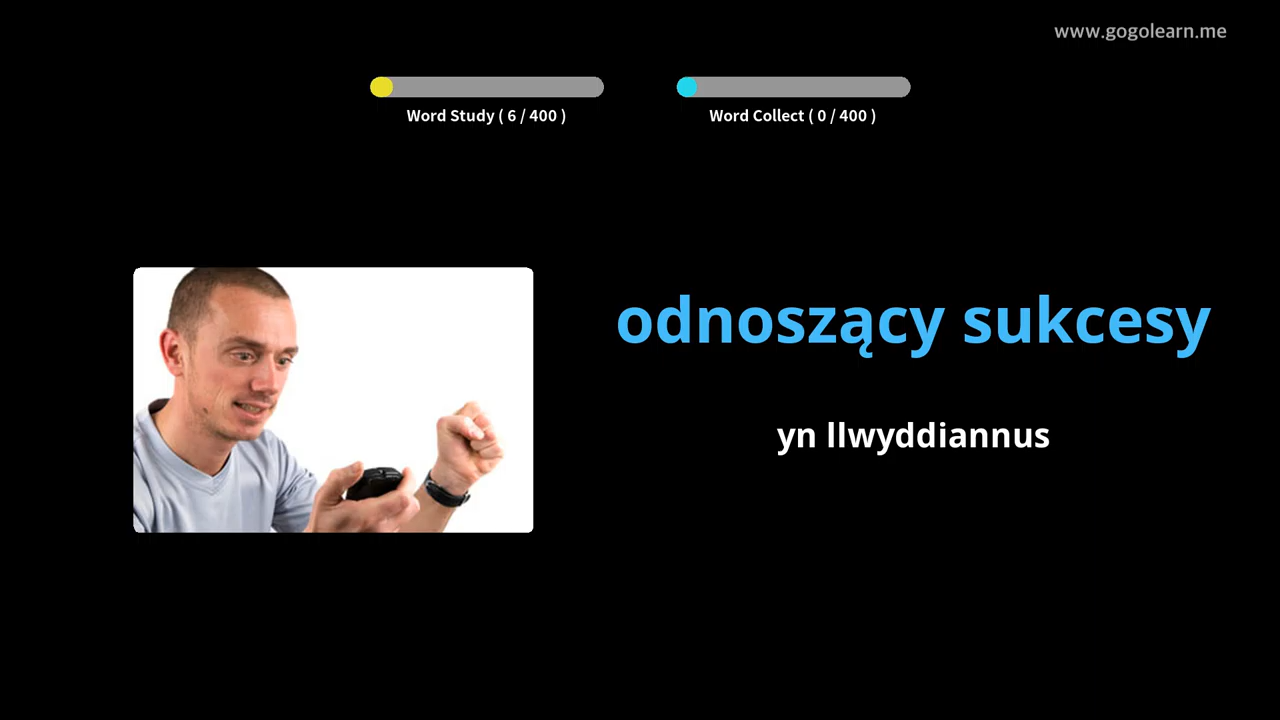 www.gogolearn.me
Word Study ( 6 / 400 )
Word Collect ( 0 / 400 )
odnoszący sukcesy
yn llwyddiannus